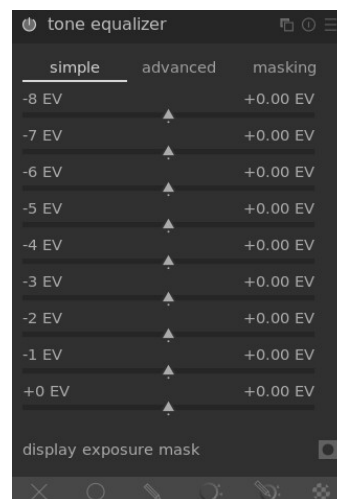 tone equalizer
simple advanced masking
-8 EV +0.00 EV
-7 EV +0.00 EV
-6 EV +0.00 EV
-5 EV +0.00 EV
-4 EV +0.00 EV
-3 EV +0.00 EV
-2 EV +0.00 EV
-1 EV +0.00 EV
+0 EV +0.00 EV
display exposure mask